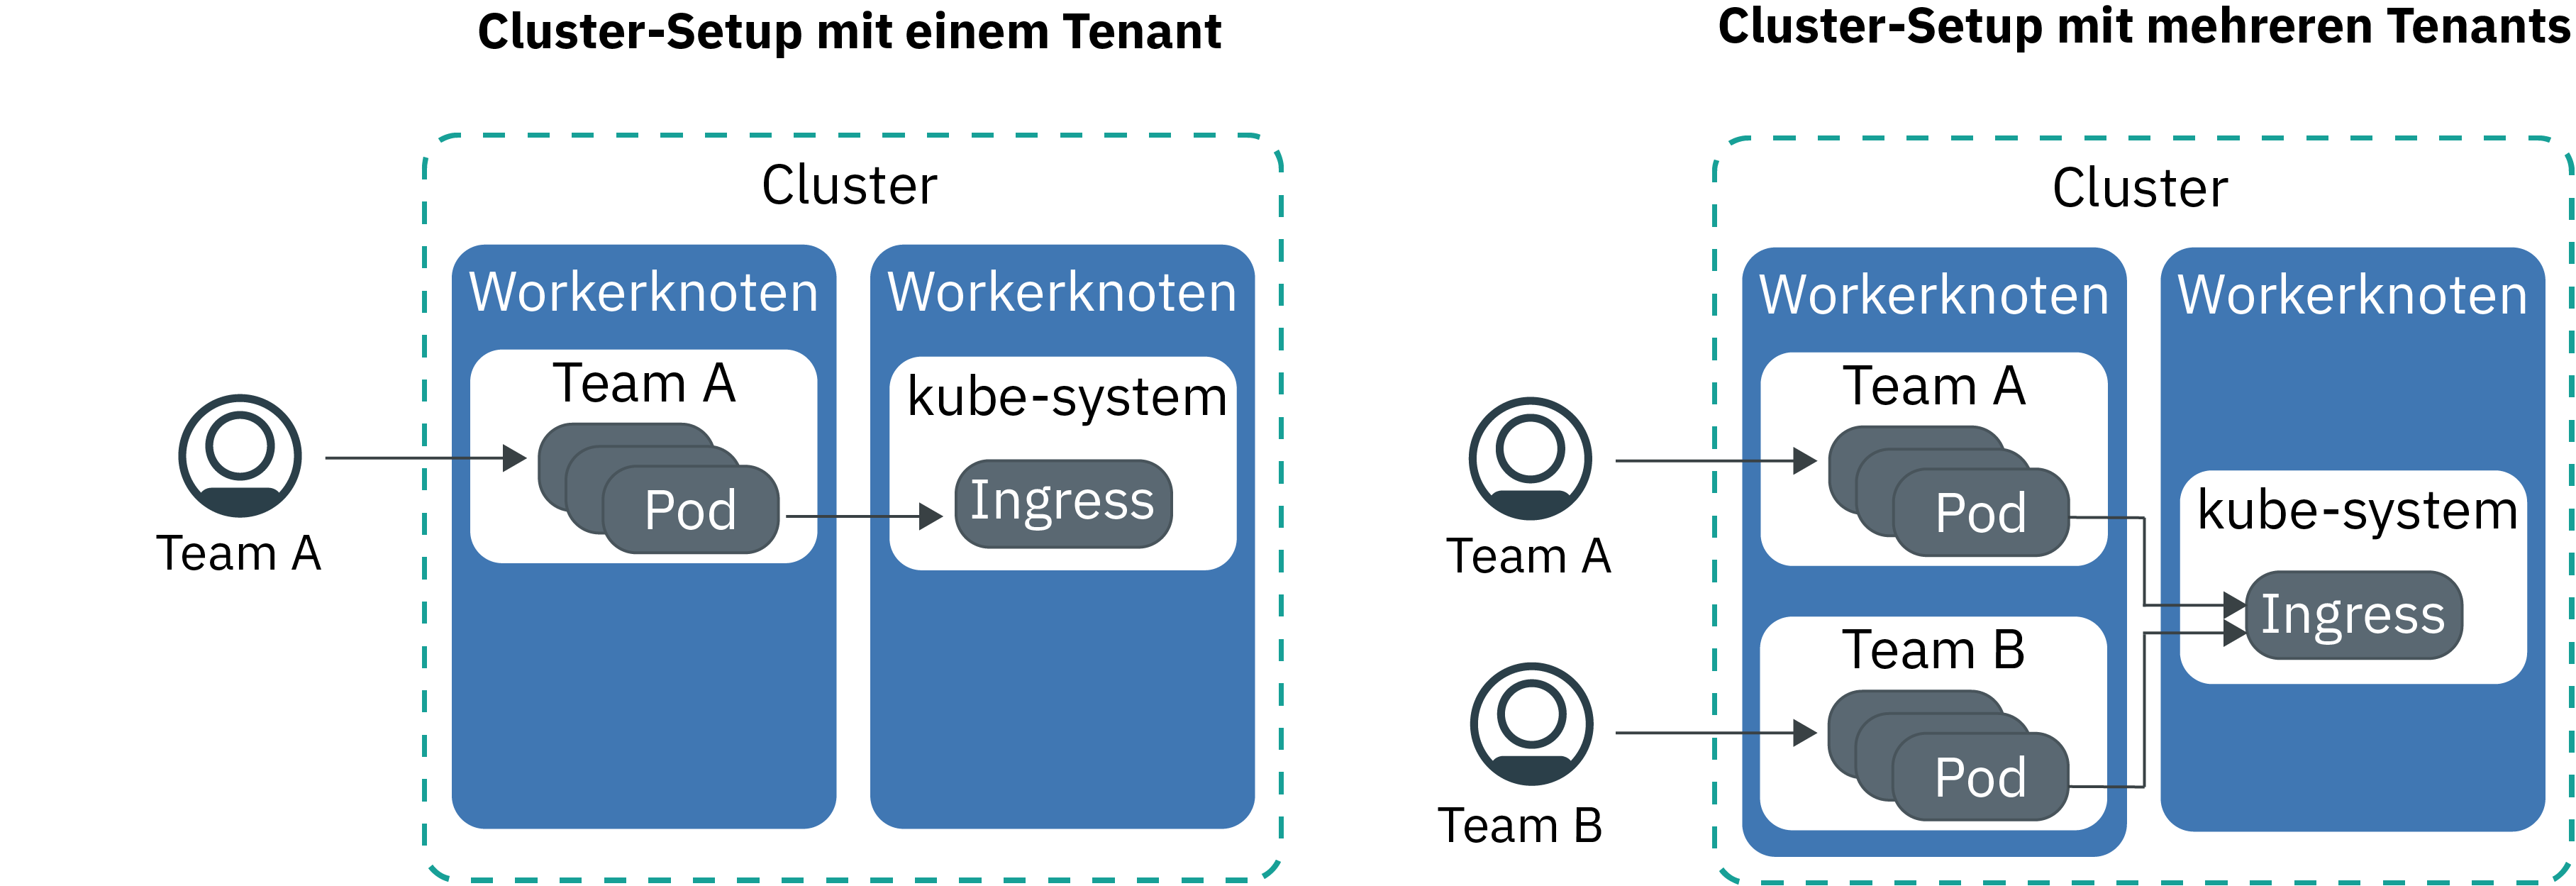 Cluster-Setup mit einem Tenant
Cluster
Workerknoten
Team A
Pod
Workerknoten
kube-system
Ingress
Team A
Cluster-Setup mit mehreren Tenants
Cluster
Workerknoten
Team A
Pod
Team B
Pod
Workerknoten
kube-system
Ingress
Team A
Team B